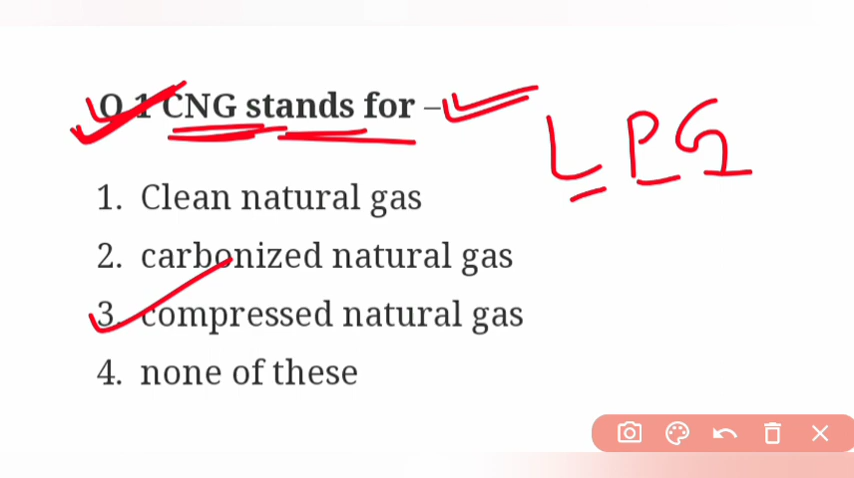 Q.1 CNG stands for –
LPG
1. Clean natural gas
2. carbonized natural gas
3. compressed natural gas
4. none of these